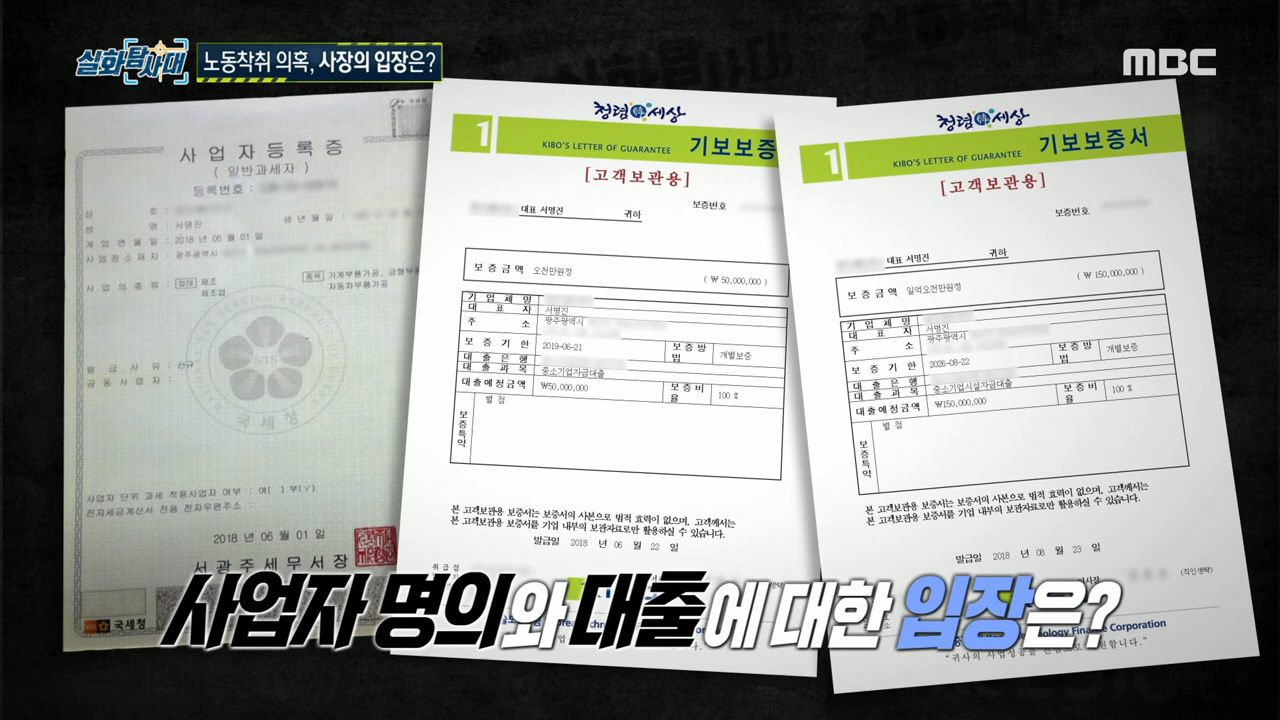 실화탐사대
노동착취 의혹, 사장의 입장은?
MBC
사업자등록증
( 일반과세자 )
등록번호 :
상 호 :
성 명 : 서명진
생 년 월 일 :
개 업 연 월 일 : 2018 년 06 월 01 일
사 업 장 소 재 지 : 광주광역시
사 업 의 종 류 : 업태 제조
제조업
종목 기계부품가공, 금형부품
자동차부품가공
발 급 사 유 : 신규
공 동 사 업 자 :
NTS
국세청
사업자 단위 과세 적용사업자 여부 : 여( ) 부(∨)
전자세금계산서 전용 전자우편주소 :
2018 년 06 월 01 일
서 광 주 세 무 서 장
국세청
청렴 세상
1
KIBO'S LETTER OF GUARANTEE
기보보증
[고객보관용]
보증번호
대표 서명진 귀하
보 증 금 액 오천만원정 ( ₩ 50,000,000 )
기 업 체 명
대 표 자 서명진
주 소 광주광역시
보 증 기 한 2019-06-21 보 증 방 법 개별보증
대 출 은 행
대 출 과 목 중소기업자금대출
대출예정금액 ₩50,000,000 보 증 비 율 100 %
보증특약 별 첨
본 고객보관용 보증서는 보증서의 사본으로 법적 효력이 없으며, 고객께서는
본 고객보관용 보증서를 기업 내부의 보관자료로만 활용하실 수 있습니다.
발급일 2018 년 06 월 22 일
취 급 점
청렴 세상
1
KIBO'S LETTER OF GUARANTEE
기보보증서
[고객보관용]
보증번호
대표 서명진 귀하
보 증 금 액 일억오천만원정 ( ₩ 150,000,000 )
기 업 체 명
대 표 자 서명진
주 소 광주광역시
보 증 기 한 2026-08-22 보 증 방 법 개별보증
대 출 은 행
대 출 과 목 중소기업시설자금대출
대출예정금액 ₩150,000,000 보 증 비 율 100 %
보증특약 별 첨
본 고객보관용 보증서는 보증서의 사본으로 법적 효력이 없으며, 고객께서는
본 고객보관용 보증서를 기업 내부의 보관자료로만 활용하실 수 있습니다.
발급일 2018 년 08 월 23 일
(직인생략)
Finance Corporation
사업자 명의와 대출에 대한 입장은?